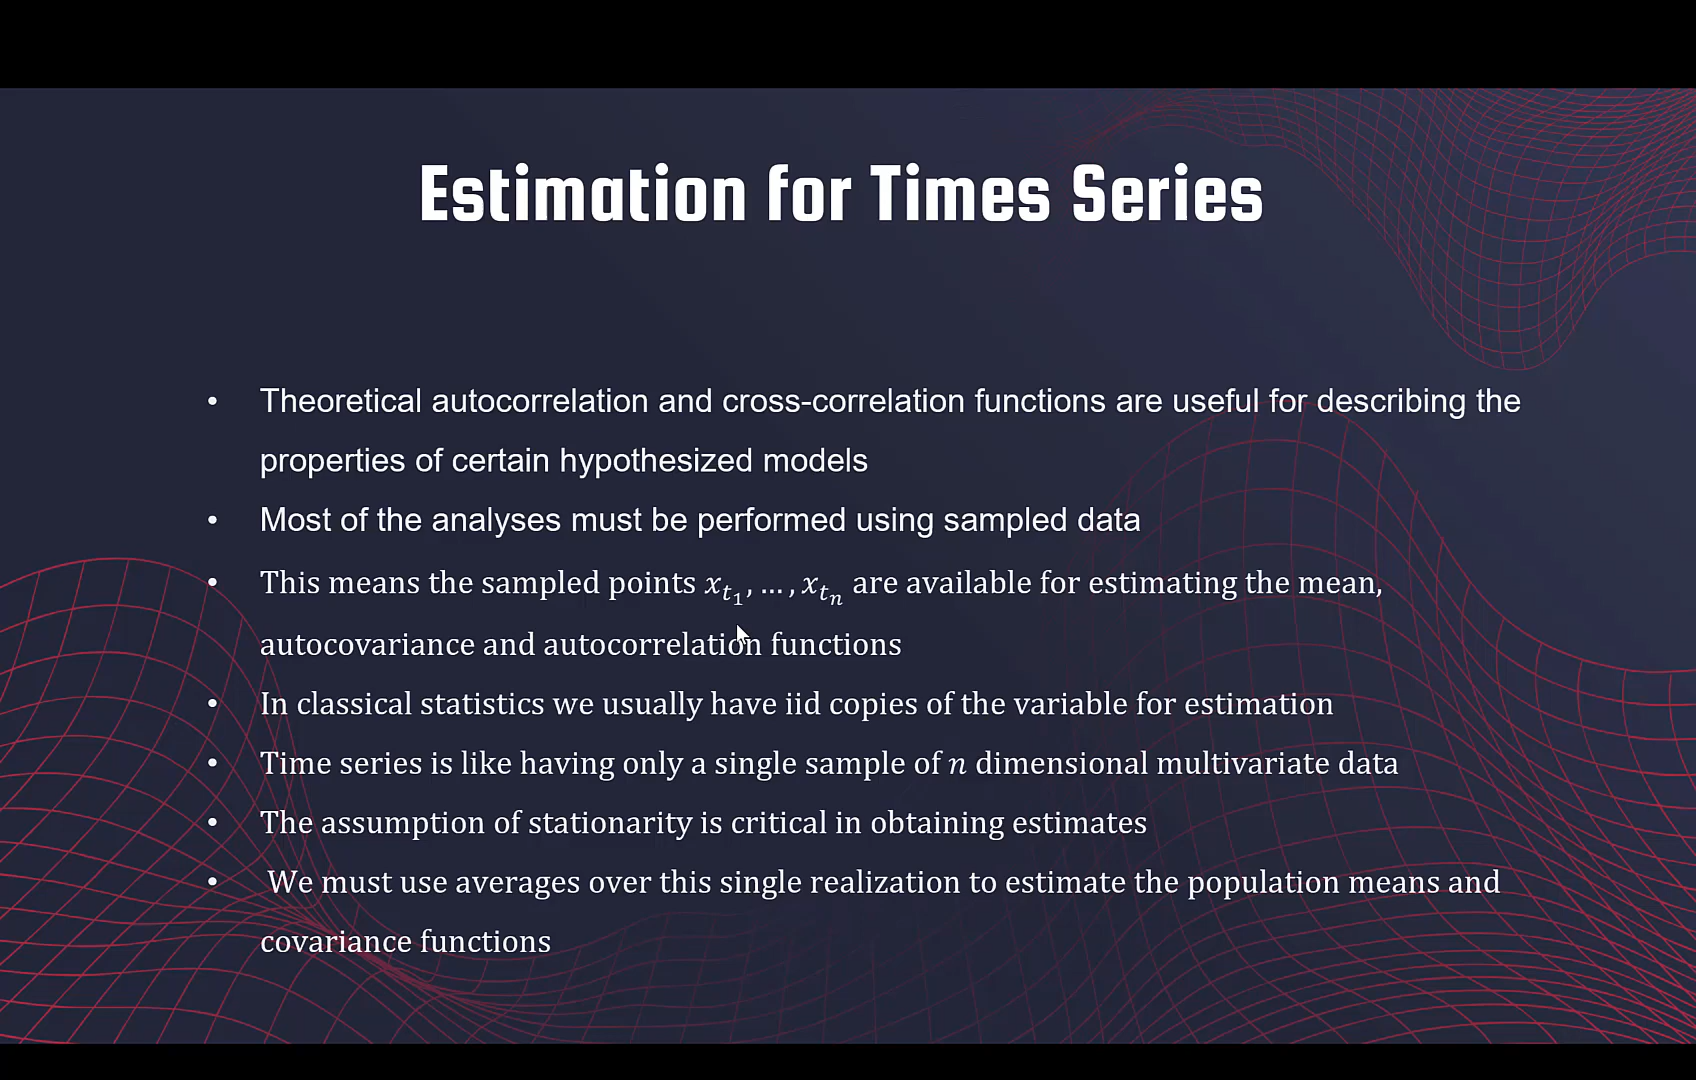 Estimation for Times Series
• Theoretical autocorrelation and cross-correlation functions are useful for describing the
properties of certain hypothesized models
• Most of the analyses must be performed using sampled data
• This means the sampled points $x_{t_1}, \dots, x_{t_n}$ are available for estimating the mean,
autocovariance and autocorrelation functions
• In classical statistics we usually have iid copies of the variable for estimation
• Time series is like having only a single sample of $n$ dimensional multivariate data
• The assumption of stationarity is critical in obtaining estimates
• We must use averages over this single realization to estimate the population means and
covariance functions